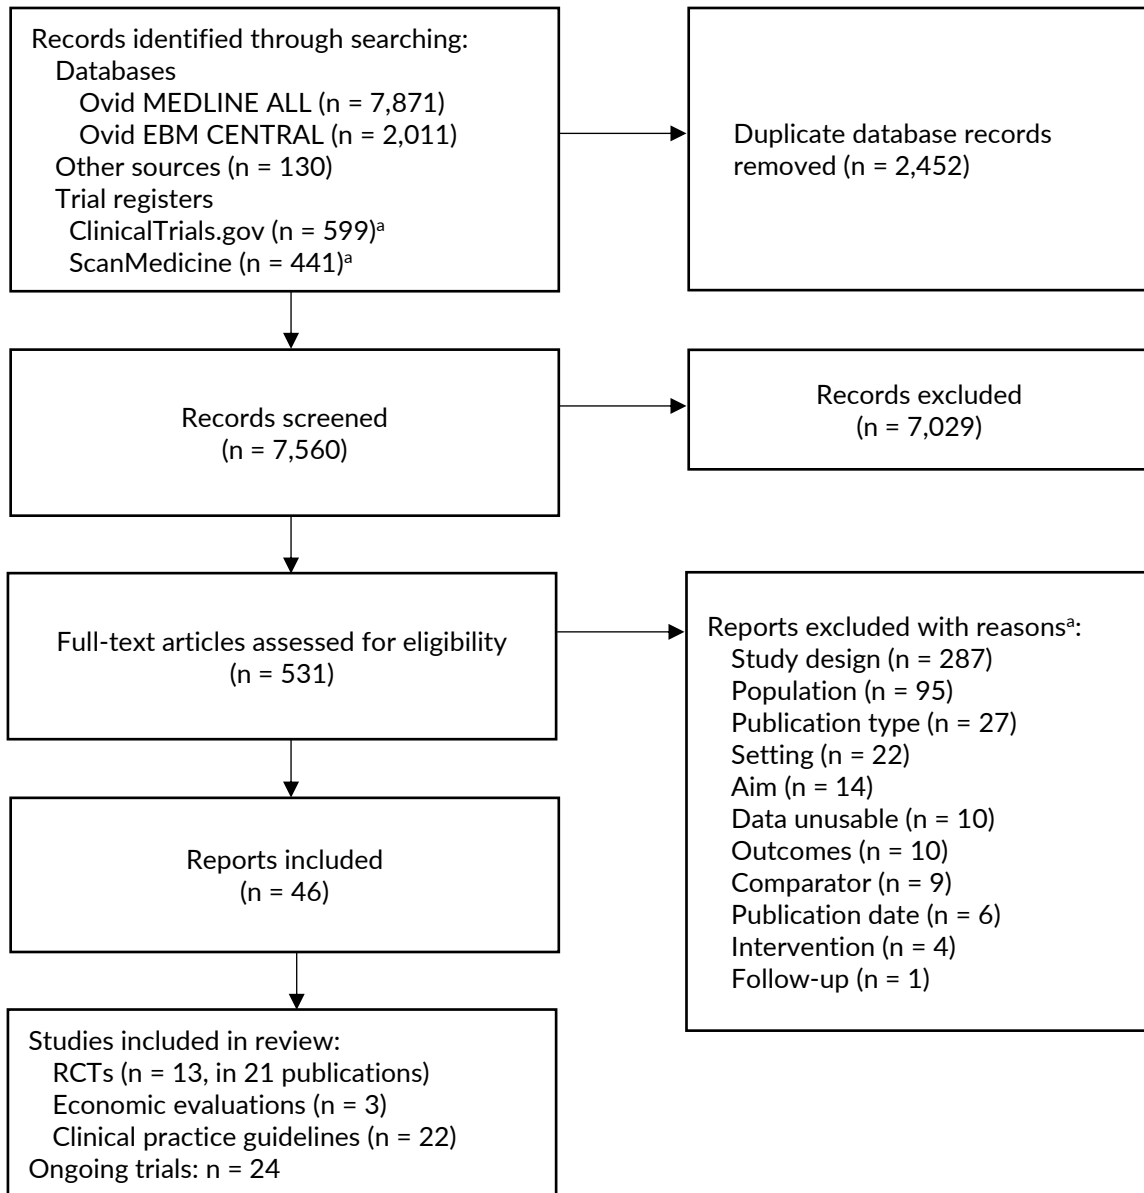 Records identified through searching:
Databases
Ovid MEDLINE ALL (n = 7,871)
Ovid EBM CENTRAL (n = 2,011)
Other sources (n = 130)
Trial registers
ClinicalTrials.gov (n = 599)ᵃ
ScanMedicine (n = 441)ᵃ
Duplicate database records
removed (n = 2,452)
Records screened
(n = 7,560)
Records excluded
(n = 7,029)
Full-text articles assessed for eligibility
(n = 531)
Reports excluded with reasonsᵃ:
Study design (n = 287)
Population (n = 95)
Publication type (n = 27)
Setting (n = 22)
Aim (n = 14)
Data unusable (n = 10)
Outcomes (n = 10)
Comparator (n = 9)
Publication date (n = 6)
Intervention (n = 4)
Follow-up (n = 1)
Reports included
(n = 46)
Studies included in review:
RCTs (n = 13, in 21 publications)
Economic evaluations (n = 3)
Clinical practice guidelines (n = 22)
Ongoing trials: n = 24